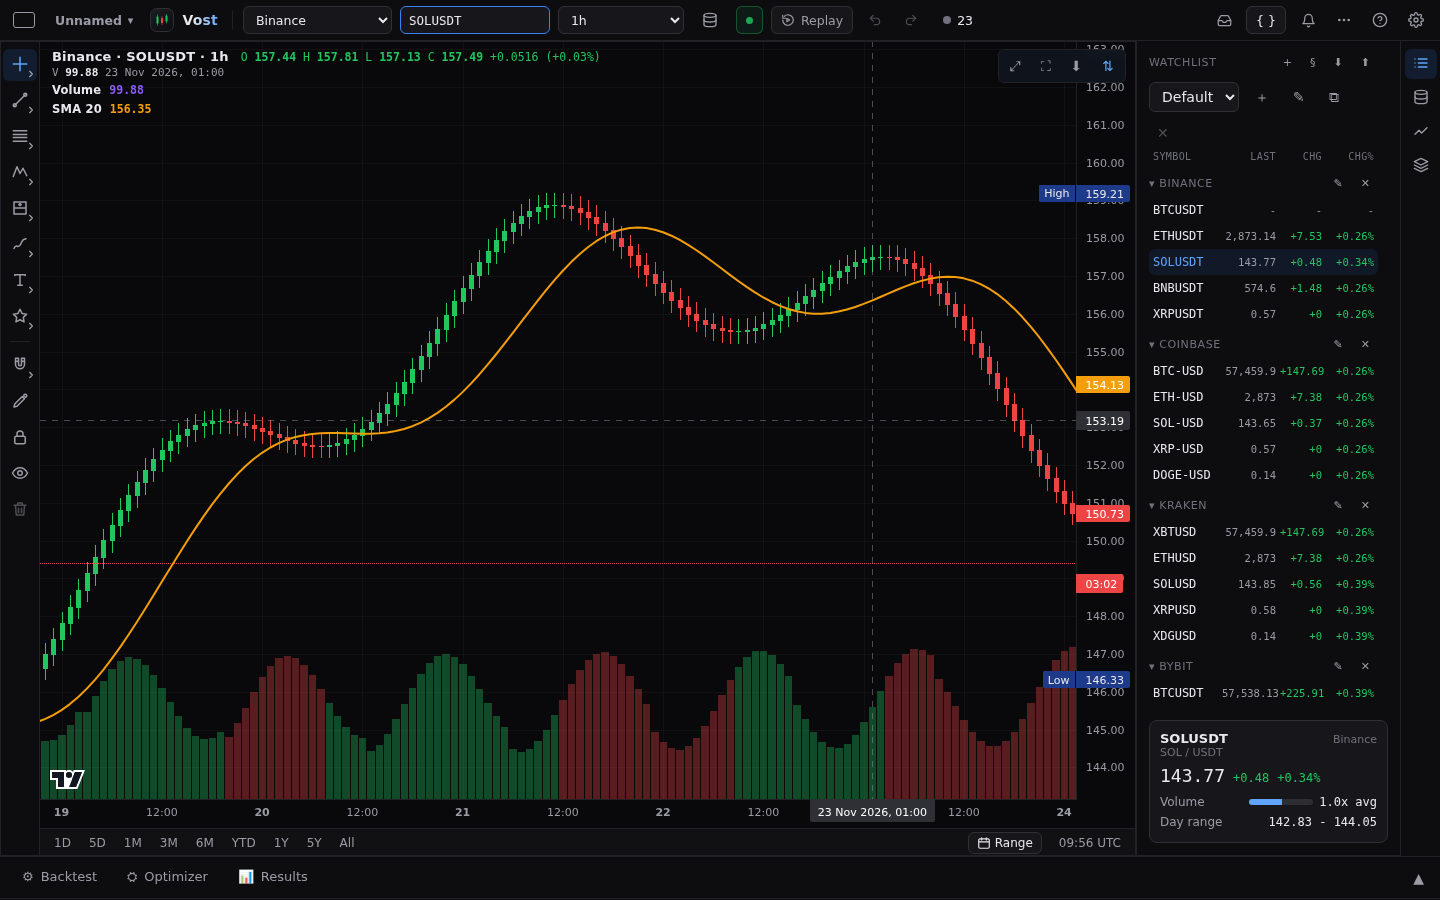 Unnamed ▾ Vost Binance SOLUSDT 1h Replay 23 { }
Binance · SOLUSDT · 1h O 157.44 H 157.81 L 157.13 C 157.49 +0.0516 (+0.03%)
V 99.88 23 Nov 2026, 01:00
Volume 99.88
SMA 20 156.35
163.00
162.00
161.00
160.00
High 159.21
158.00
157.00
156.00
155.00
154.13
153.19
152.00
151.00
150.73
150.00
03:02
148.00
147.00
Low 146.33
146.00
145.00
144.00
19 12:00 20 12:00 21 12:00 22 12:00 23 Nov 2026, 01:00 12:00 24
1D 5D 1M 3M 6M YTD 1Y 5Y All Range 09:56 UTC
WATCHLIST + §
Default +
SYMBOL LAST CHG CHG%
▾ BINANCE
BTCUSDT - - -
ETHUSDT 2,873.14 +7.53 +0.26%
SOLUSDT 143.77 +0.48 +0.34%
BNBUSDT 574.6 +1.48 +0.26%
XRPUSDT 0.57 +0 +0.26%
▾ COINBASE
BTC-USD 57,459.9 +147.69 +0.26%
ETH-USD 2,873 +7.38 +0.26%
SOL-USD 143.65 +0.37 +0.26%
XRP-USD 0.57 +0 +0.26%
DOGE-USD 0.14 +0 +0.26%
▾ KRAKEN
XBTUSD 57,459.9 +147.69 +0.26%
ETHUSD 2,873 +7.38 +0.26%
SOLUSD 143.85 +0.56 +0.39%
XRPUSD 0.58 +0 +0.39%
XDGUSD 0.14 +0 +0.39%
▾ BYBIT
BTCUSDT 57,538.13 +225.91 +0.39%
SOLUSDT Binance
SOL / USDT
143.77 +0.48 +0.34%
Volume 1.0x avg
Day range 142.83 - 144.05
Backtest Optimizer Results